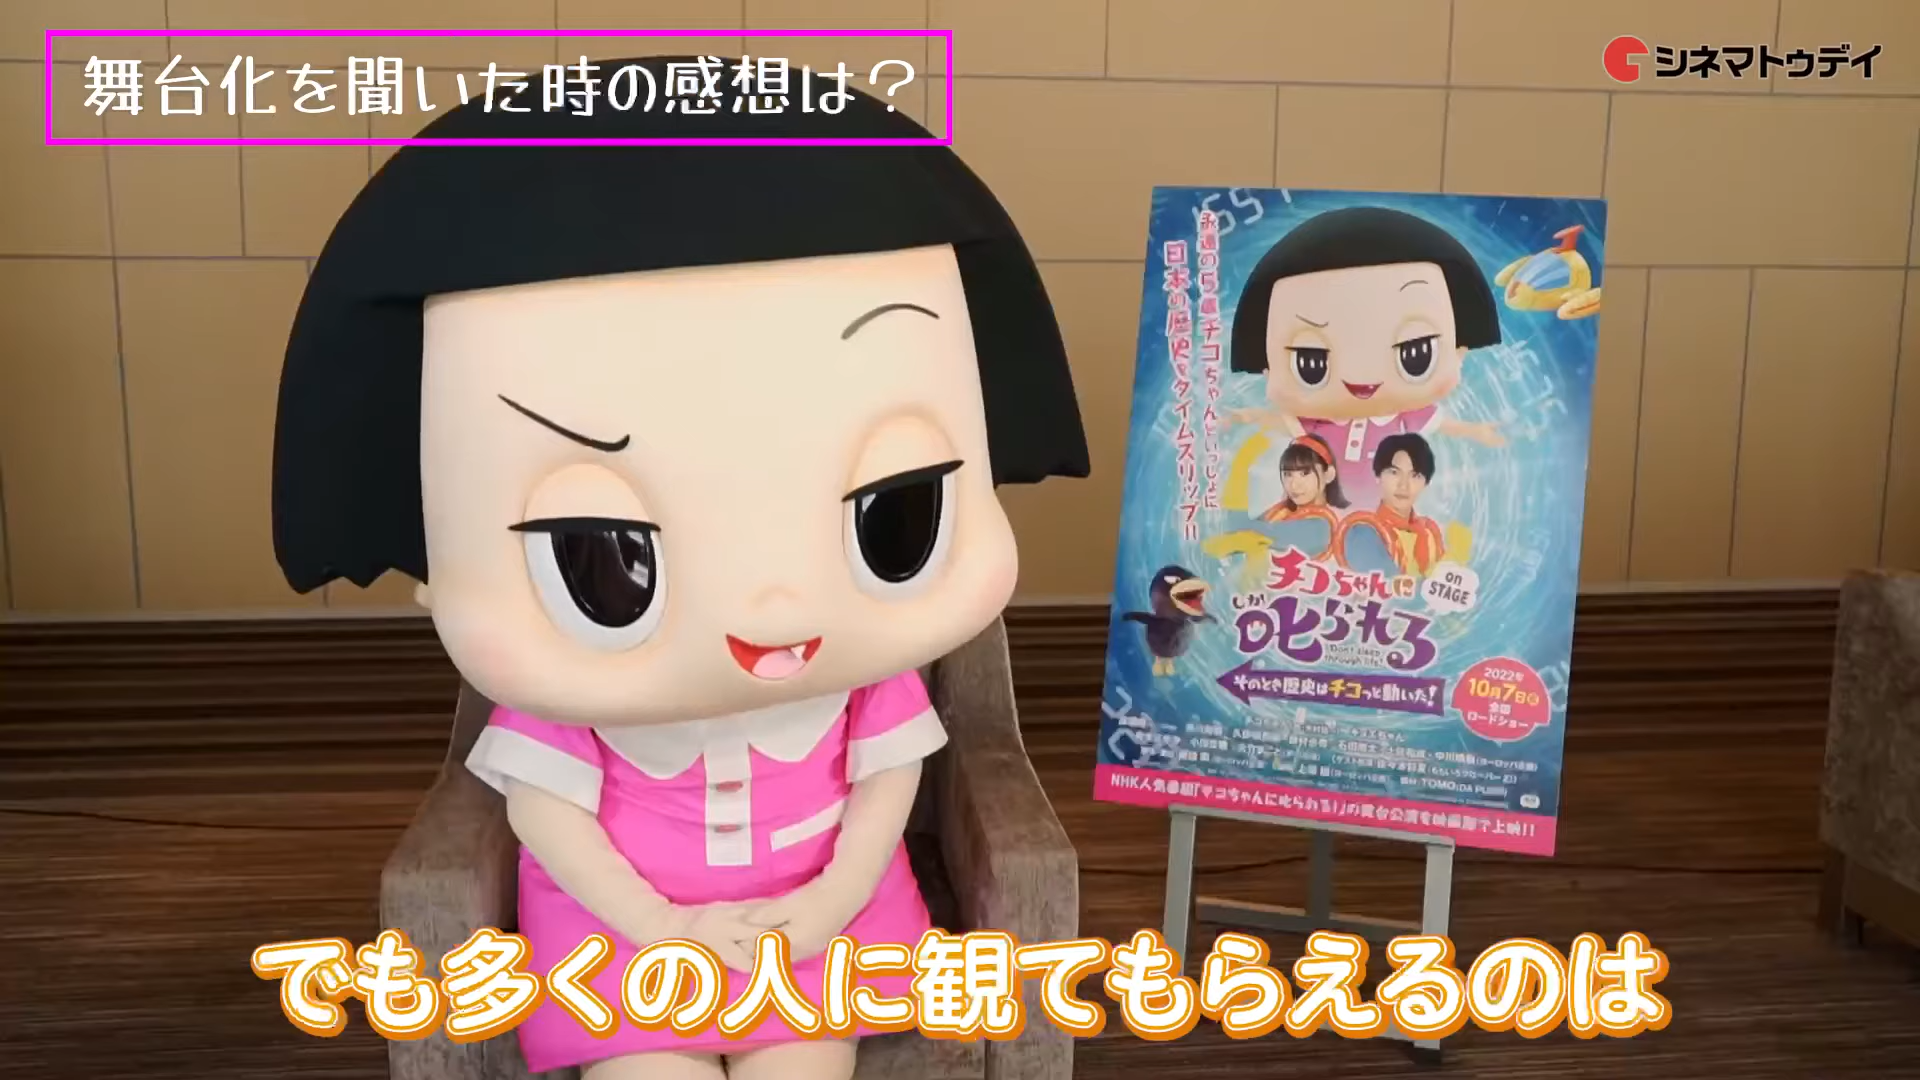 舞台化を聞いた時の感想は？
シネマトゥデイ
永遠の5歳チコちゃんといっしょに
日本の歴史をタイムスリップ!!
チコちゃんに
叱られる
on
STAGE
Don't sleep
through life!
そのとき歴史はチコっと動いた!
2022年
10月7日㊎
全国
ロードショー
NHK人気番組「チコちゃんに叱られる!」の舞台公演を映画館で上映!!
でも多くの人に観てもらえるのは